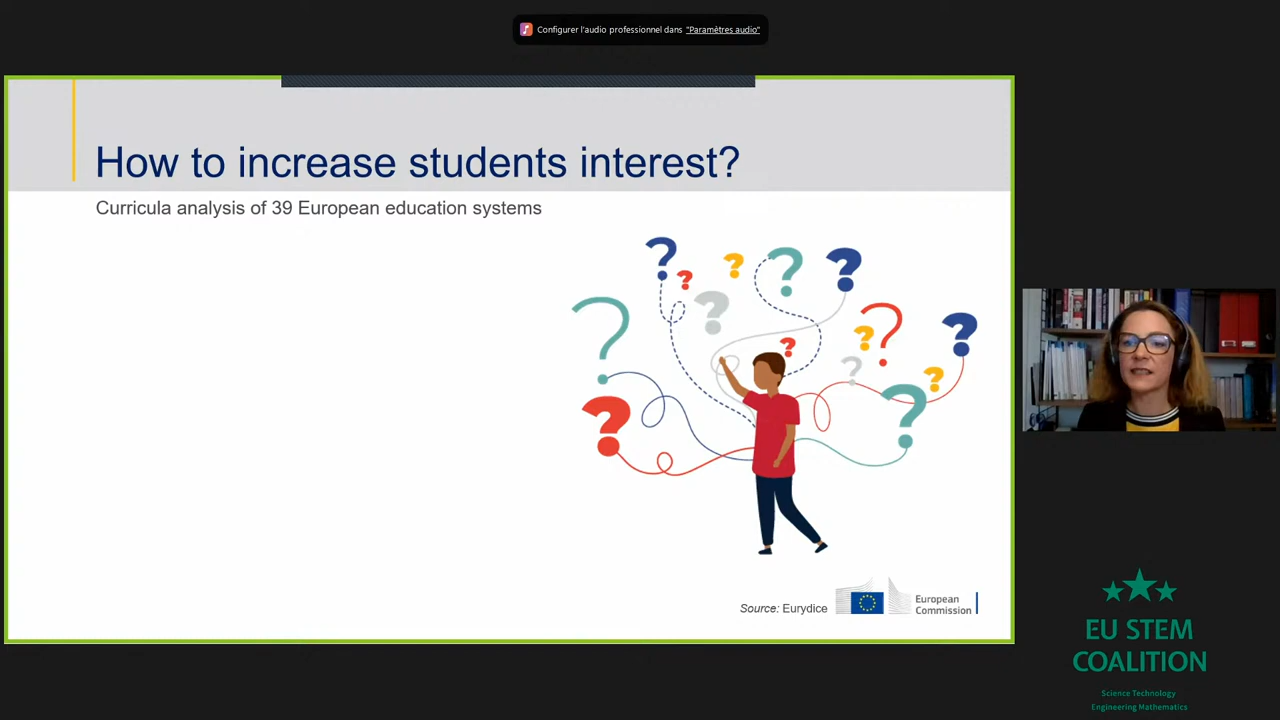 Configurer l'audio professionnel dans "Paramètres audio"
How to increase students interest?
Curricula analysis of 39 European education systems
? ? ? ? ? ? ? ? ? ? ? ? ? ? ? ?
Source: Eurydice
European
Commission
EU STEM
COALITION
Science Technology
Engineering Mathematics